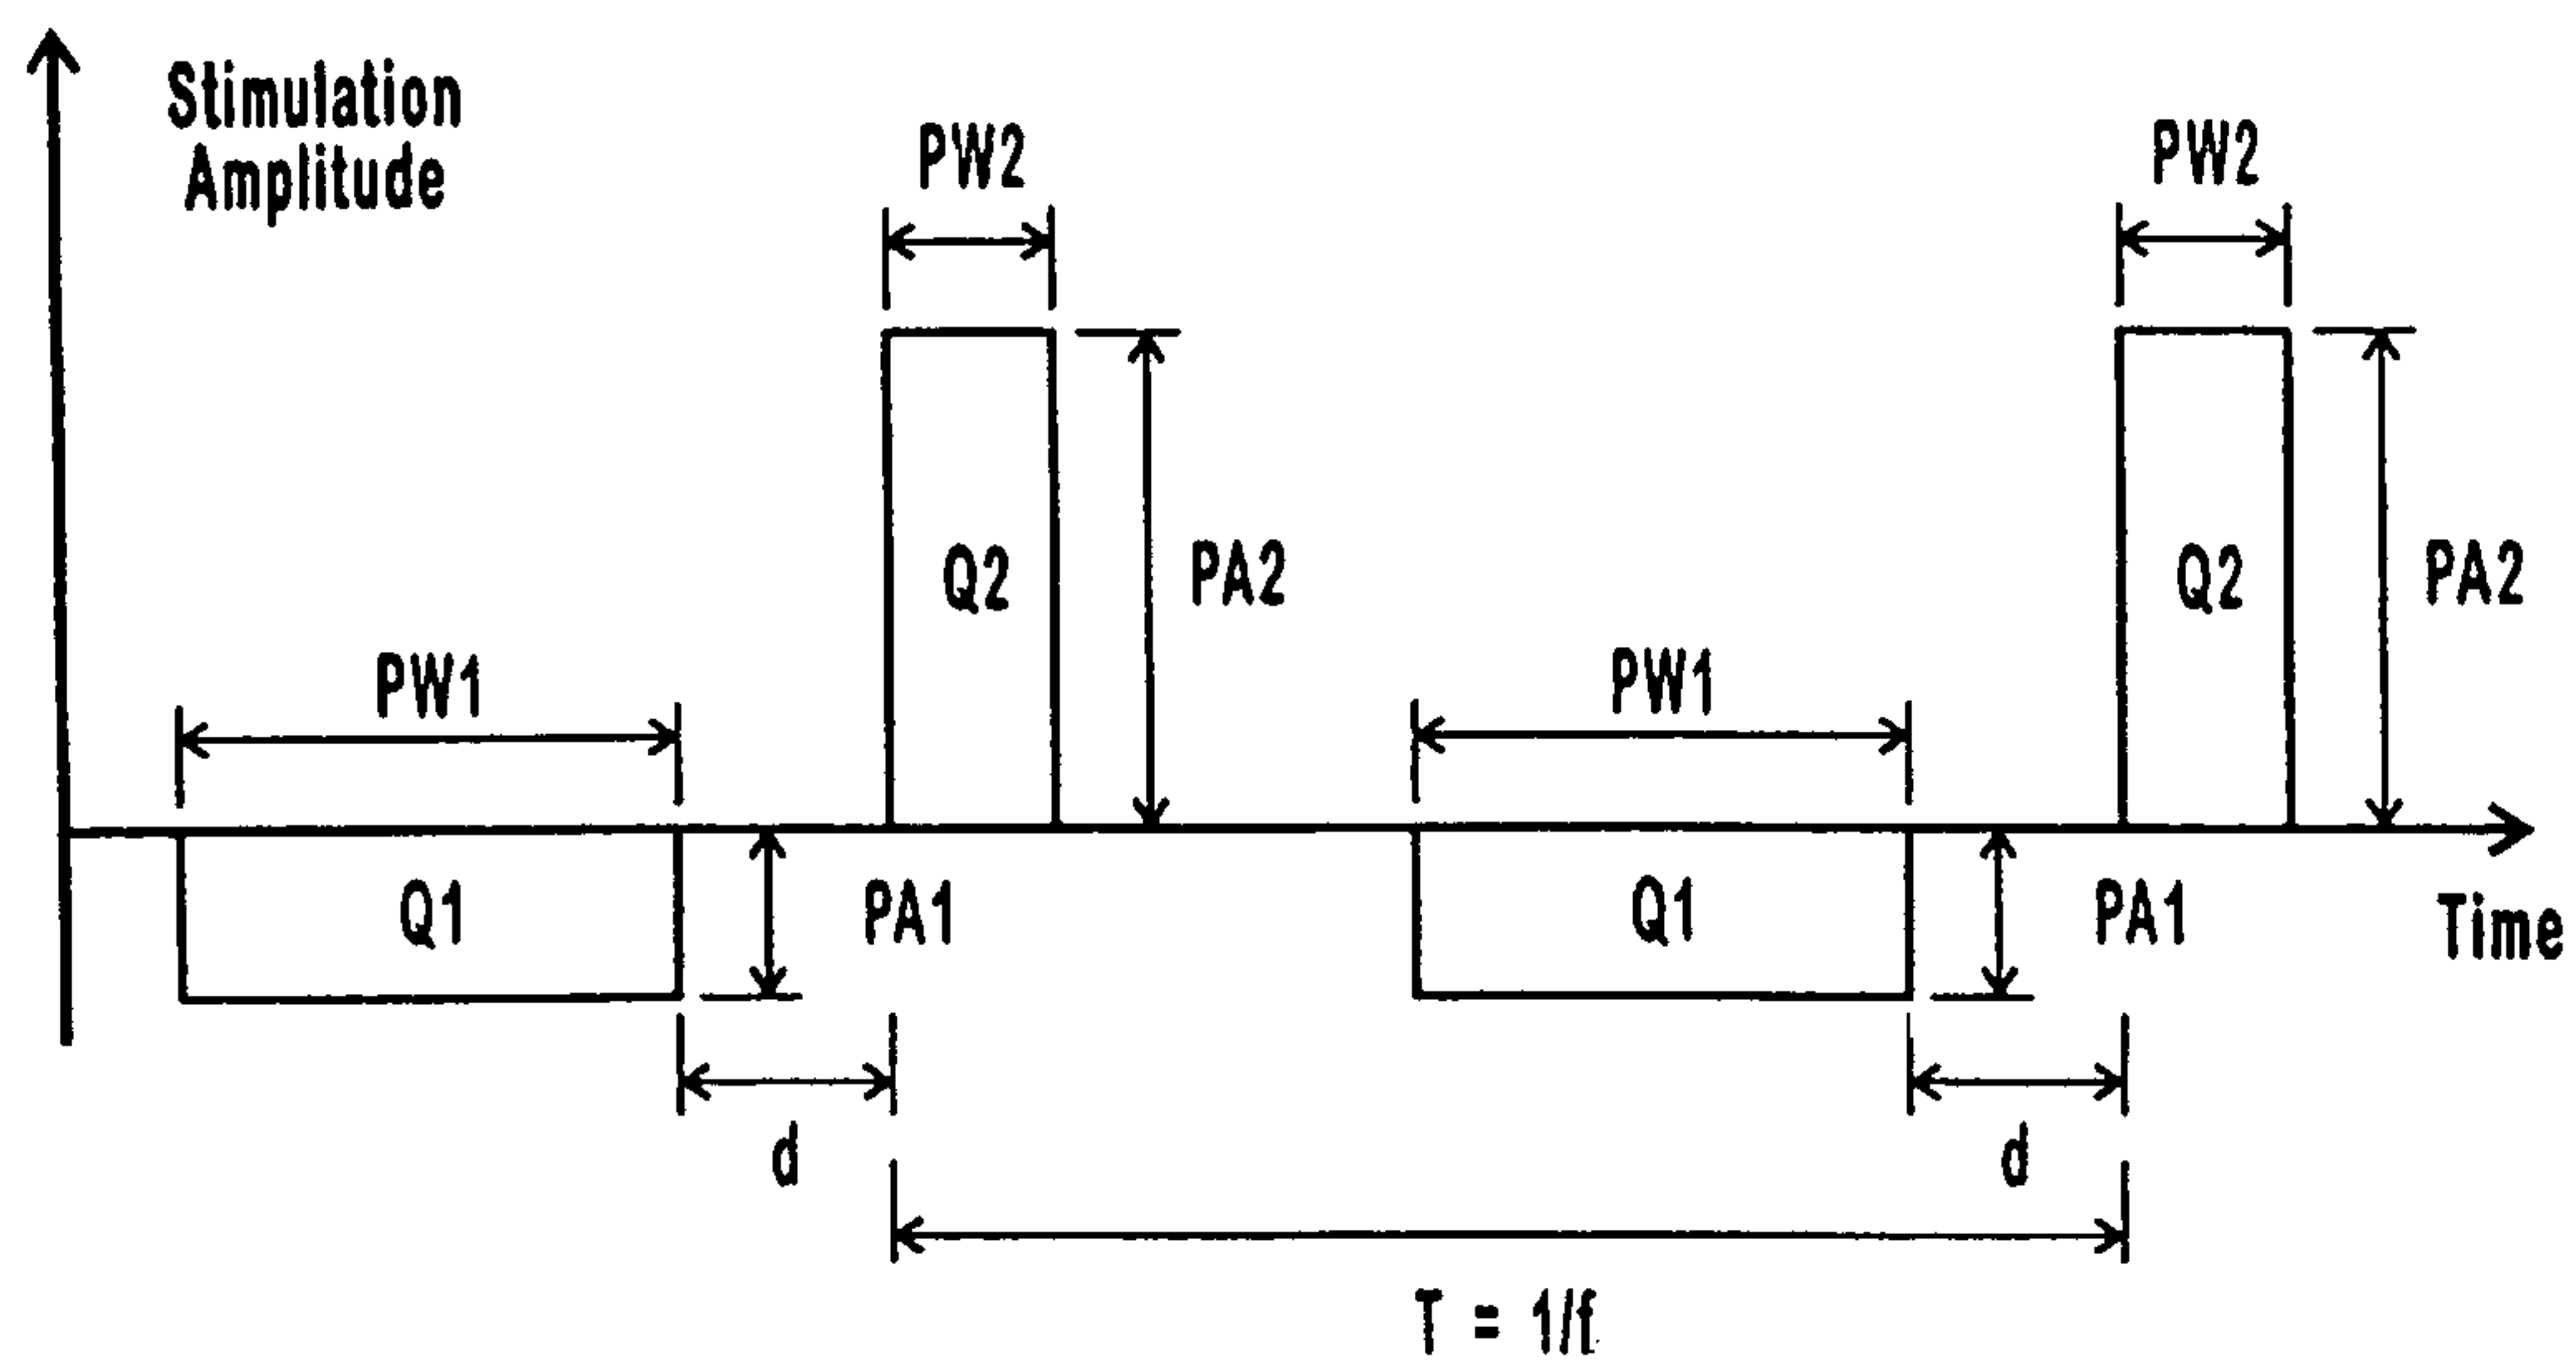 Stimulation
Amplitude
PW2
PW2
Q2
PA2
Q2
PA2
PW1
PW1
Q1
PA1
Q1
PA1
Time
d
d
T = 1/f